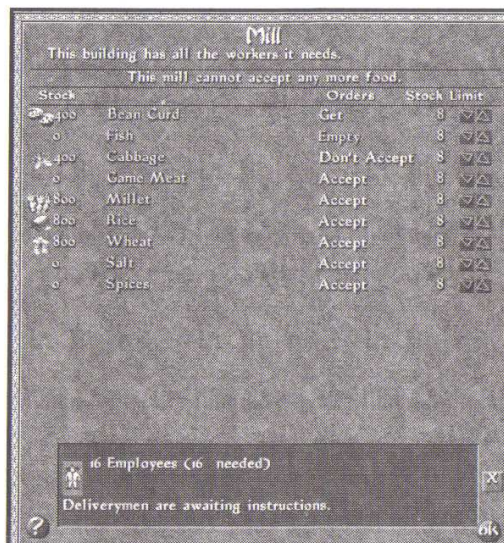 Mill
This building has all the workers it needs.
This mill cannot accept any more food.
Stock Orders Stock Limit
400 Bean Curd Get 8
0 Fish Empty 8
400 Cabbage Don't Accept 8
0 Game Meat Accept 8
800 Millet Accept 8
800 Rice Accept 8
800 Wheat Accept 8
0 Salt Accept 8
0 Spices Accept 8
16 Employees (16 needed)
X
Deliverymen are awaiting instructions.
? ok